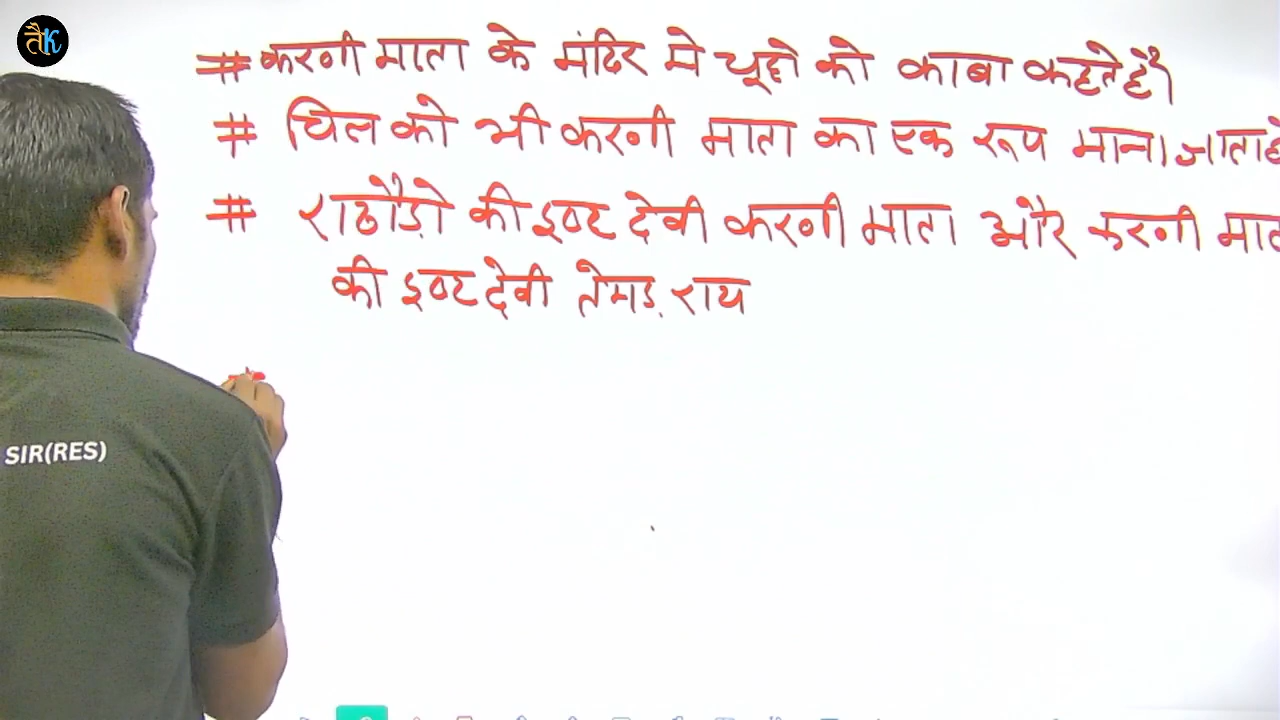 तैK
# करणी माता के मंदिर मे चूहो को काबा कहते हैं।
# चिल को भी करणी माता का एक रूप माना जाता है
# राठौड़ो की इष्ट देवी करणी माता और करणी मात
की इष्ट देवी तेमड़ राय
SIR(RES)